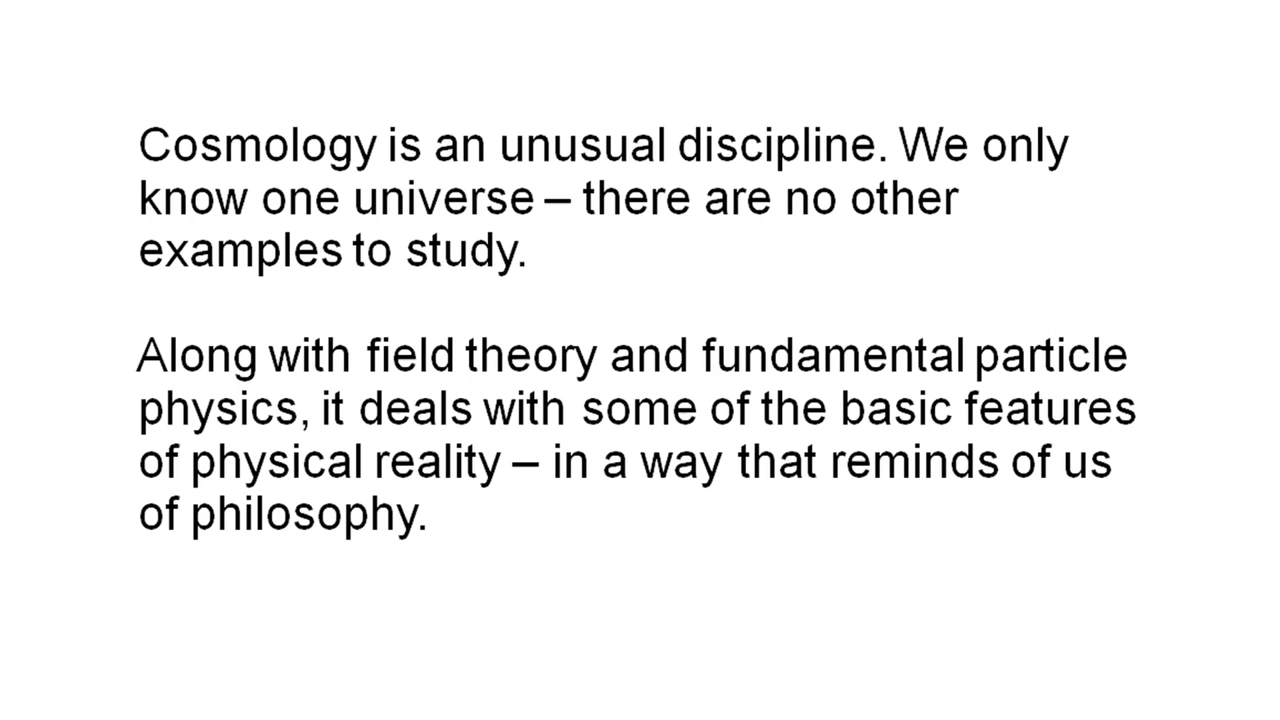 Cosmology is an unusual discipline. We only
know one universe – there are no other
examples to study.
Along with field theory and fundamental particle
physics, it deals with some of the basic features
of physical reality – in a way that reminds of us
of philosophy.